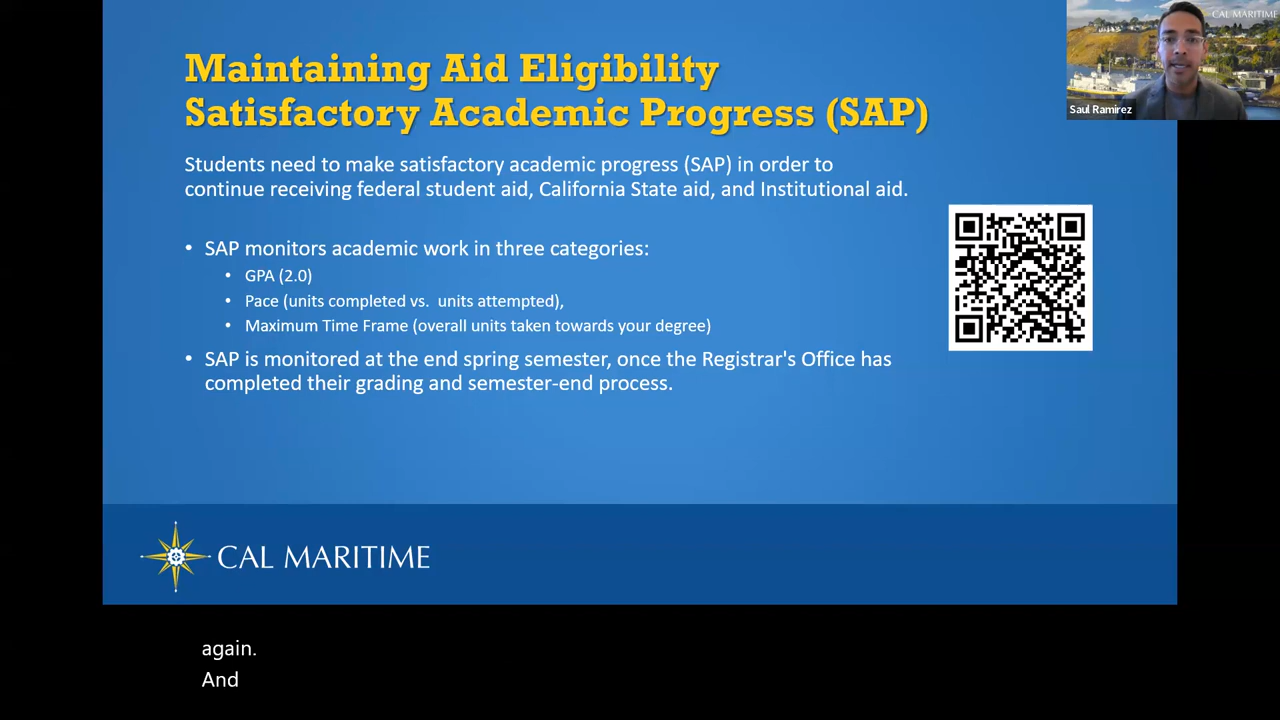 Maintaining Aid Eligibility
Satisfactory Academic Progress (SAP)
CAL MARITIME
Saul Ramirez
Students need to make satisfactory academic progress (SAP) in order to
continue receiving federal student aid, California State aid, and Institutional aid.
• SAP monitors academic work in three categories:
• GPA (2.0)
• Pace (units completed vs.  units attempted),
• Maximum Time Frame (overall units taken towards your degree)
• SAP is monitored at the end spring semester, once the Registrar's Office has
completed their grading and semester-end process.
CAL MARITIME
again.
And